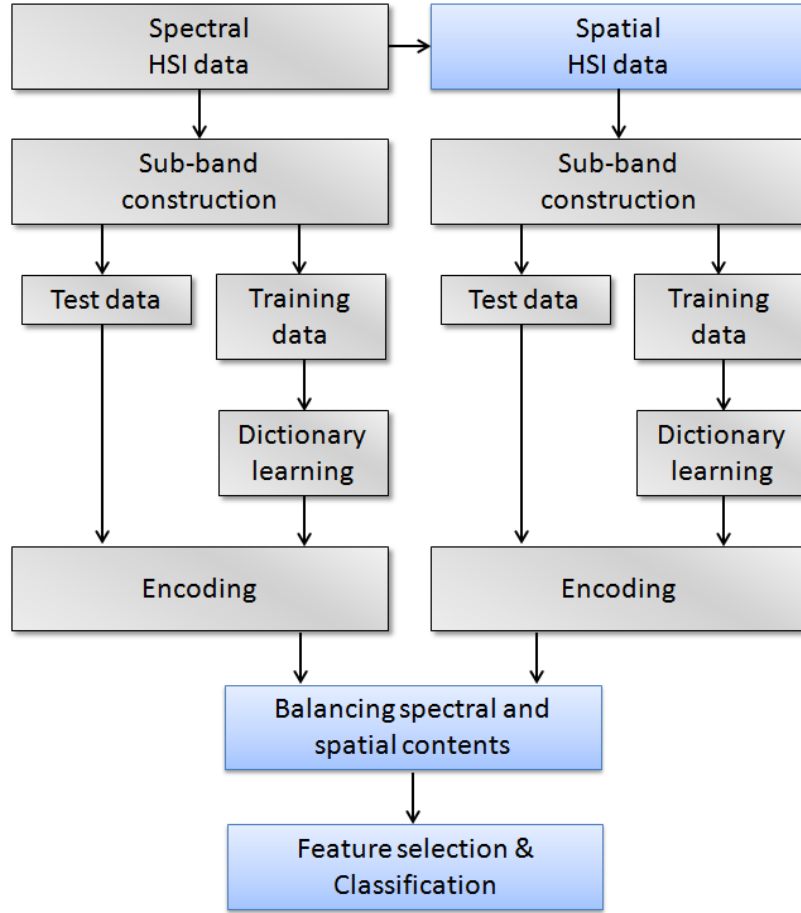 Spectral
HSI data
Spatial
HSI data
Sub-band
construction
Sub-band
construction
Test data
Training
data
Test data
Training
data
Dictionary
learning
Dictionary
learning
Encoding
Encoding
Balancing spectral and
spatial contents
Feature selection &
Classification